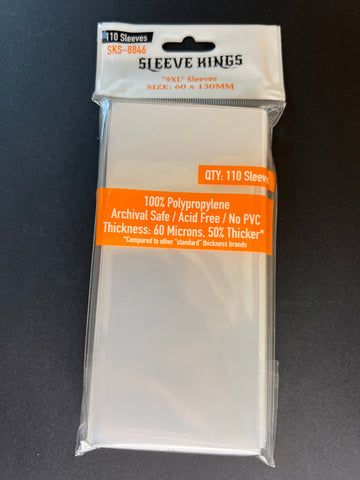 110 Sleeves
SKS-8846
SLEEVE KINGS
"9XL" Sleeves
SIZE: 60 x 130MM
QTY: 110 Sleeve
100% Polypropylene
Archival Safe / Acid Free / No PVC
Thickness: 60 Microns, 50% Thicker*
*Compared to other "standard" thickness brands